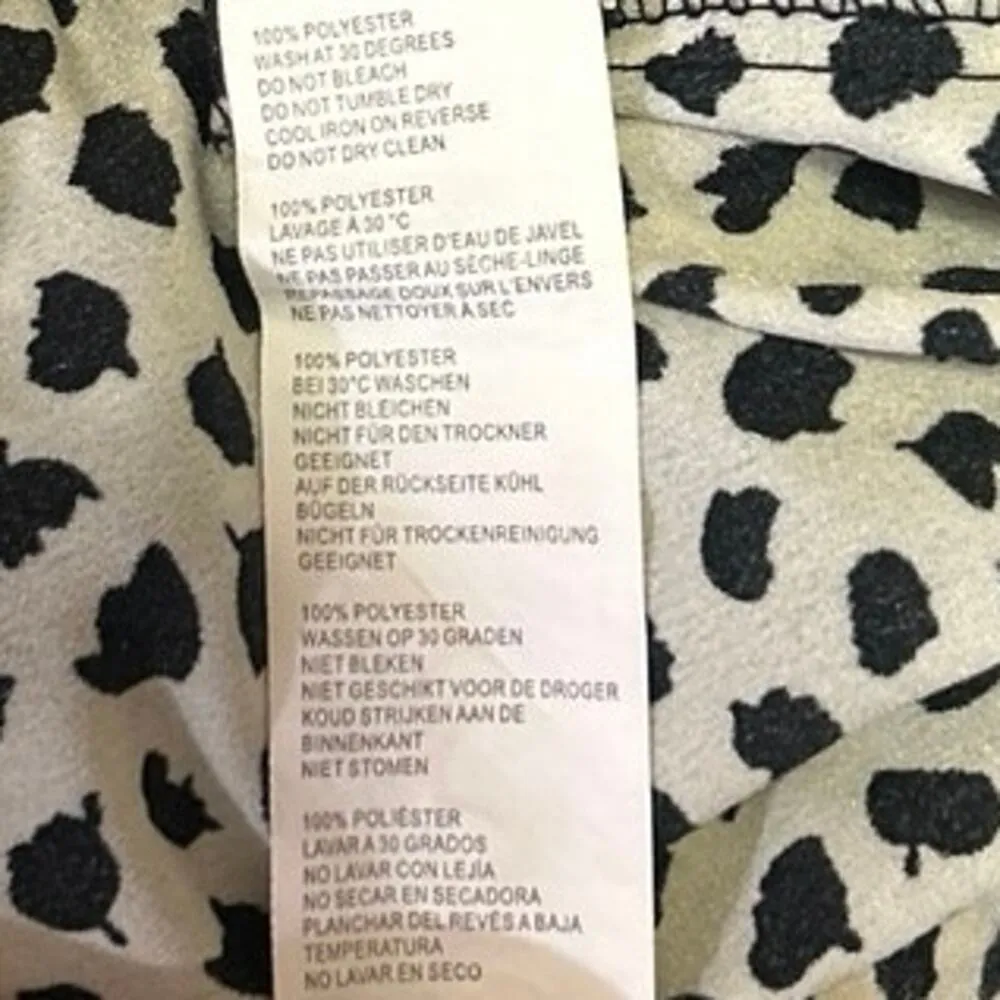 100% POLYESTER
WASH AT 30 DEGREES
DO NOT BLEACH
DO NOT TUMBLE DRY
COOL IRON ON REVERSE
DO NOT DRY CLEAN
100% POLYESTER
LAVAGE À 30 °C
NE PAS UTILISER D'EAU DE JAVEL
NE PAS PASSER AU SÈCHE-LINGE
REPASSAGE DOUX SUR L'ENVERS
NE PAS NETTOYER À SEC
100% POLYESTER
BEI 30°C WASCHEN
NICHT BLEICHEN
NICHT FÜR DEN TROCKNER
GEEIGNET
AUF DER RÜCKSEITE KÜHL
BÜGELN
NICHT FÜR TROCKENREINIGUNG
GEEIGNET
100% POLYESTER
WASSEN OP 30 GRADEN
NIET BLEKEN
NIET GESCHIKT VOOR DE DROGER
KOUD STRIJKEN AAN DE
BINNENKANT
NIET STOMEN
100% POLIÉSTER
LAVAR A 30 GRADOS
NO LAVAR CON LEJÍA
NO SECAR EN SECADORA
PLANCHAR DEL REVÉS A BAJA
TEMPERATURA
NO LAVAR EN SECO